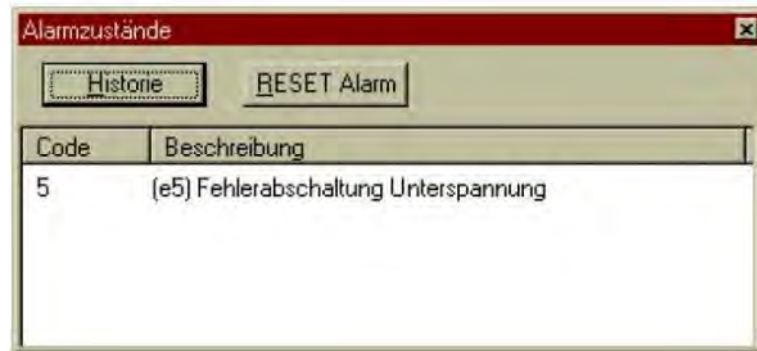 Alarmzustände
Historie RESET Alarm
Code Beschreibung
5 (e5) Fehlerabschaltung Unterspannung